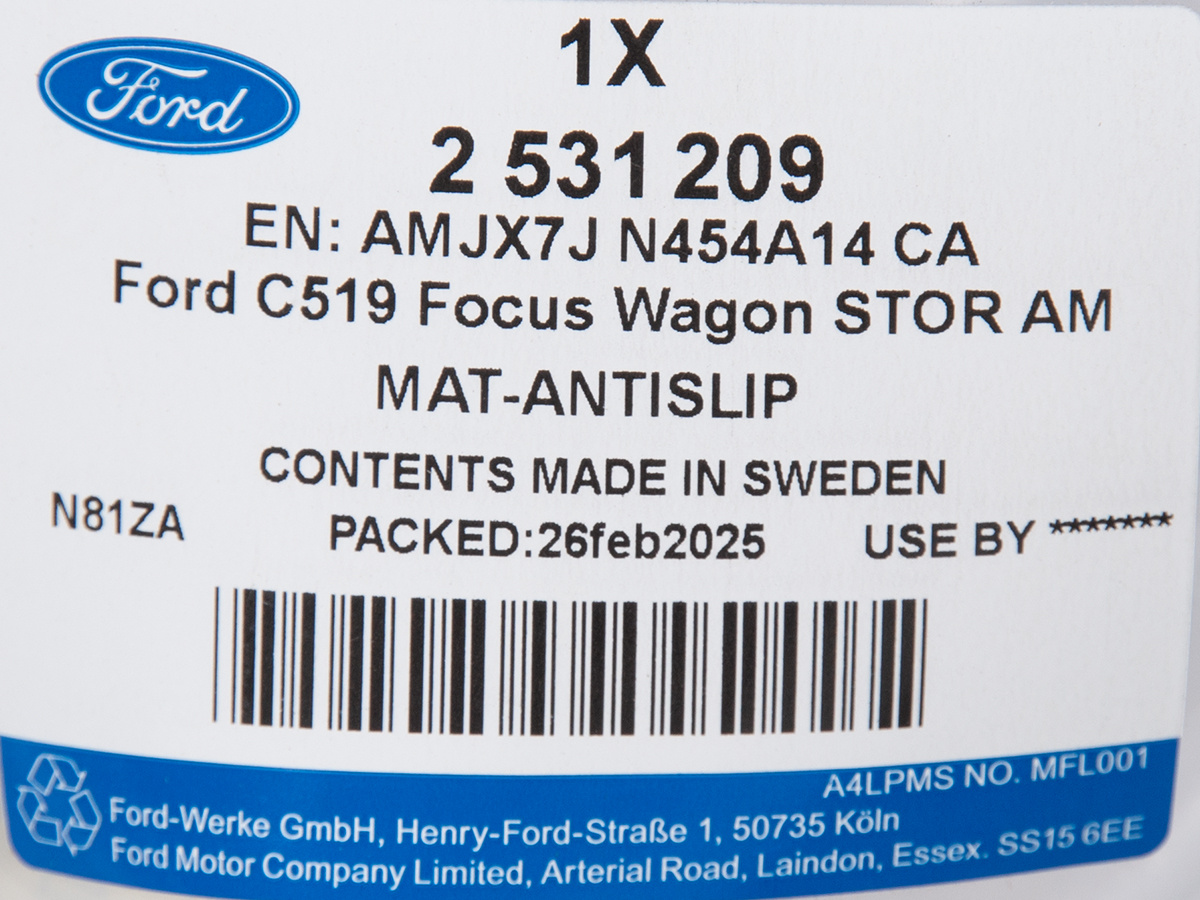 Ford
1X
2 531 209
EN: AMJX7J N454A14 CA
Ford C519 Focus Wagon STOR AM
MAT-ANTISLIP
CONTENTS MADE IN SWEDEN
N81ZA PACKED:26feb2025 USE BY *******
A4LPMS NO. MFL001
Ford-Werke GmbH, Henry-Ford-Straße 1, 50735 Köln
Ford Motor Company Limited, Arterial Road, Laindon, Essex. SS15 6EE